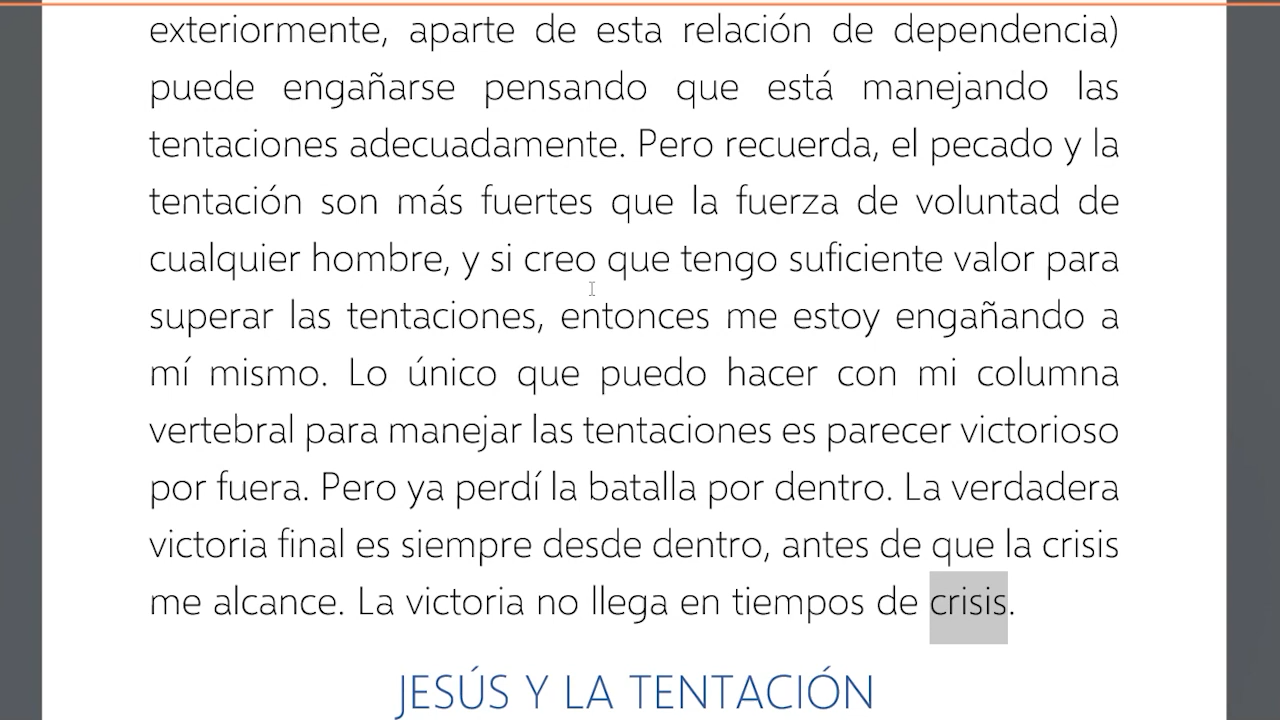 exteriormente, aparte de esta relación de dependencia)
puede engañarse pensando que está manejando las
tentaciones adecuadamente. Pero recuerda, el pecado y la
tentación son más fuertes que la fuerza de voluntad de
cualquier hombre, y si creo que tengo suficiente valor para
superar las tentaciones, entonces me estoy engañando a
mí mismo. Lo único que puedo hacer con mi columna
vertebral para manejar las tentaciones es parecer victorioso
por fuera. Pero ya perdí la batalla por dentro. La verdadera
victoria final es siempre desde dentro, antes de que la crisis
me alcance. La victoria no llega en tiempos de crisis.
JESÚS Y LA TENTACIÓN